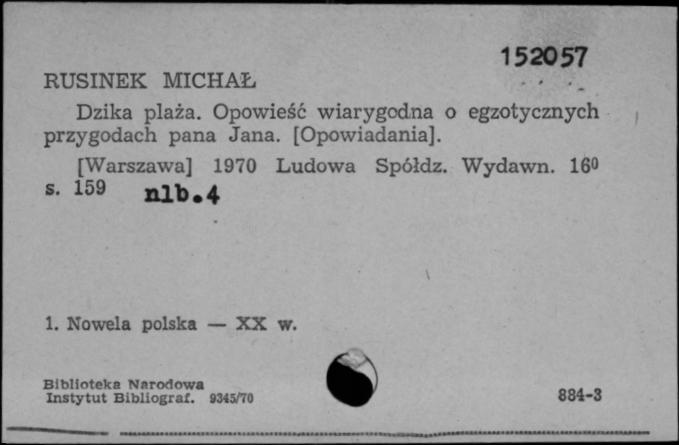 152057
RUSINEK MICHAŁ
Dzika plaża. Opowieść wiarygodna o egzotycznych
przygodach pana Jana. [Opowiadania].
[Warszawa] 1970 Ludowa Spółdz. Wydawn. 16⁰
s. 159 nlb.4
1. Nowela polska — XX w.
Biblioteka Narodowa
Instytut Bibliograf. 9345/70
884-3